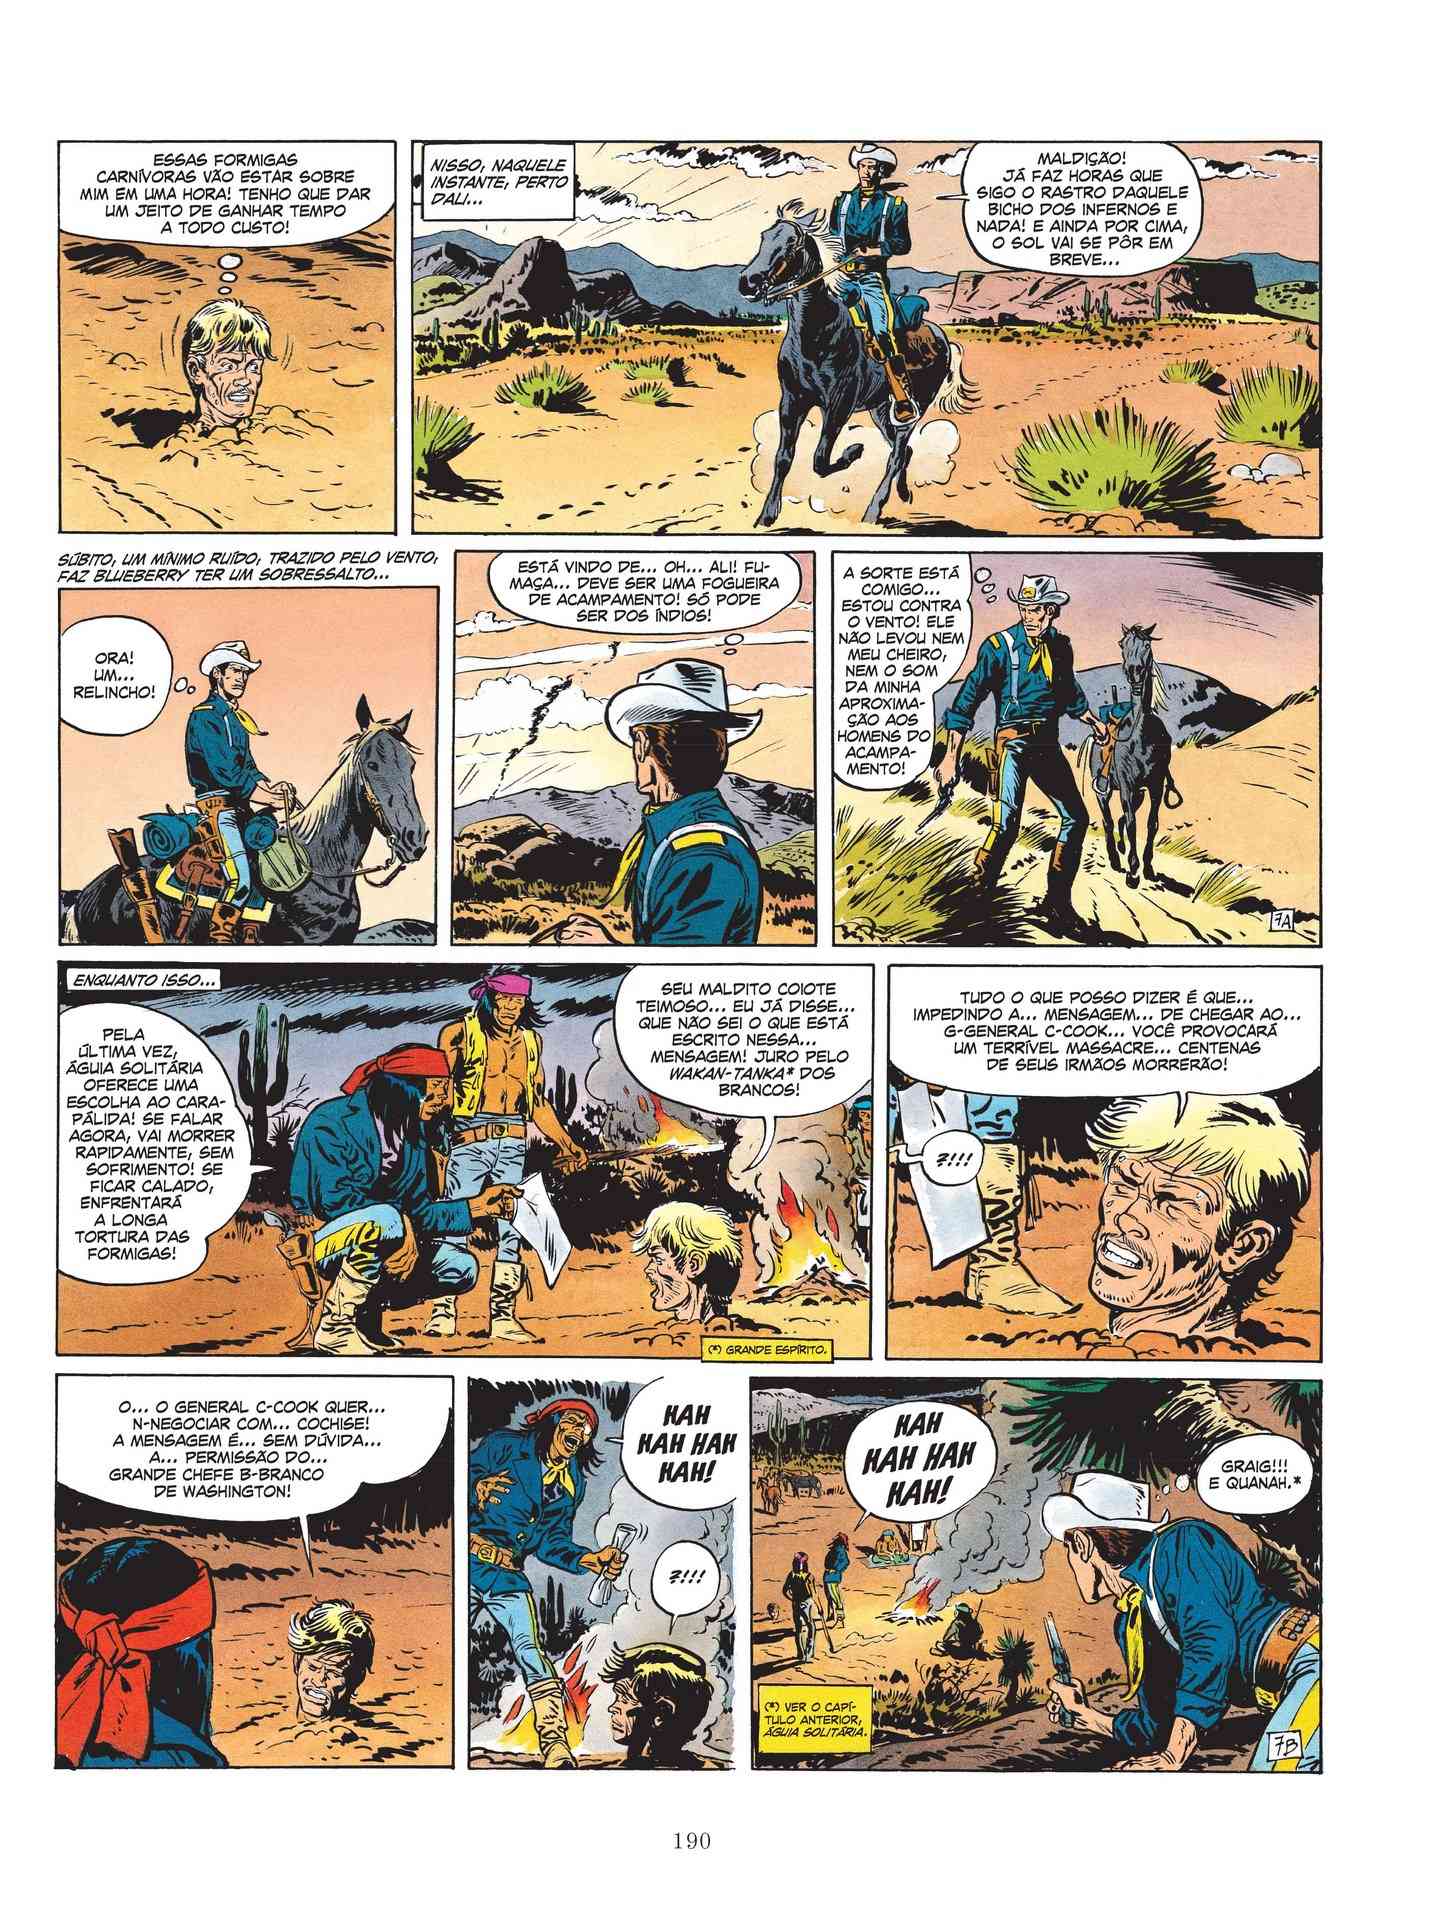 ESSAS FORMIGAS
CARNÍVORAS VÃO ESTAR SOBRE
MIM EM UMA HORA! TENHO QUE DAR
UM JEITO DE GANHAR TEMPO
A TODO CUSTO!
NISSO, NAQUELE
INSTANTE, PERTO
DALI...
MALDIÇÃO!
JÁ FAZ HORAS QUE
SIGO O RASTRO DAQUELE
BICHO DOS INFERNOS E
NADA! E AINDA POR CIMA,
O SOL VAI SE PÔR EM
BREVE...
SÚBITO, UM MÍNIMO RUÍDO, TRAZIDO PELO VENTO,
FAZ BLUEBERRY TER UM SOBRESSALTO...
ORA!
UM...
RELINCHO!
ESTÁ VINDO DE... OH... ALI! FU-
MAÇA... DEVE SER UMA FOGUEIRA
DE ACAMPAMENTO! SÓ PODE
SER DOS ÍNDIOS!
A SORTE ESTÁ
COMIGO...
ESTOU CONTRA
O VENTO! ELE
NÃO LEVOU NEM
MEU CHEIRO,
NEM O SOM
DA MINHA
APROXIMA-
ÇÃO AOS
HOMENS DO
ACAMPA-
MENTO!
7A
ENQUANTO ISSO...
PELA
ÚLTIMA VEZ,
ÁGUIA SOLITÁRIA
OFERECE UMA
ESCOLHA AO CARA-
PÁLIDA! SE FALAR
AGORA, VAI MORRER
RAPIDAMENTE, SEM
SOFRIMENTO! SE
FICAR CALADO,
ENFRENTARÁ
A LONGA
TORTURA DAS
FORMIGAS!
SEU MALDITO COIOTE
TEIMOSO... EU JÁ DISSE...
QUE NÃO SEI O QUE ESTÁ
ESCRITO NESSA...
MENSAGEM! JURO PELO
WAKAN-TANKA* DOS
BRANCOS!
(*) GRANDE ESPÍRITO.
TUDO O QUE POSSO DIZER É QUE...
IMPEDINDO A... MENSAGEM... DE CHEGAR AO...
G-GENERAL C-COOK... VOCÊ PROVOCARÁ
UM TERRÍVEL MASSACRE... CENTENAS
DE SEUS IRMÃOS MORRERÃO!
?!!!
O... O GENERAL C-COOK QUER...
N-NEGOCIAR COM... COCHISE!
A MENSAGEM É... SEM DÚVIDA...
A... PERMISSÃO DO...
GRANDE CHEFE B-BRANCO
DE WASHINGTON!
HAH
HAH HAH
HAH!
?!!!
HAH
HAH HAH
HAH!
GRAIG!!!
E QUANAH.*
(*) VER O CAPÍ-
TULO ANTERIOR,
ÁGUIA SOLITÁRIA.
7B
190